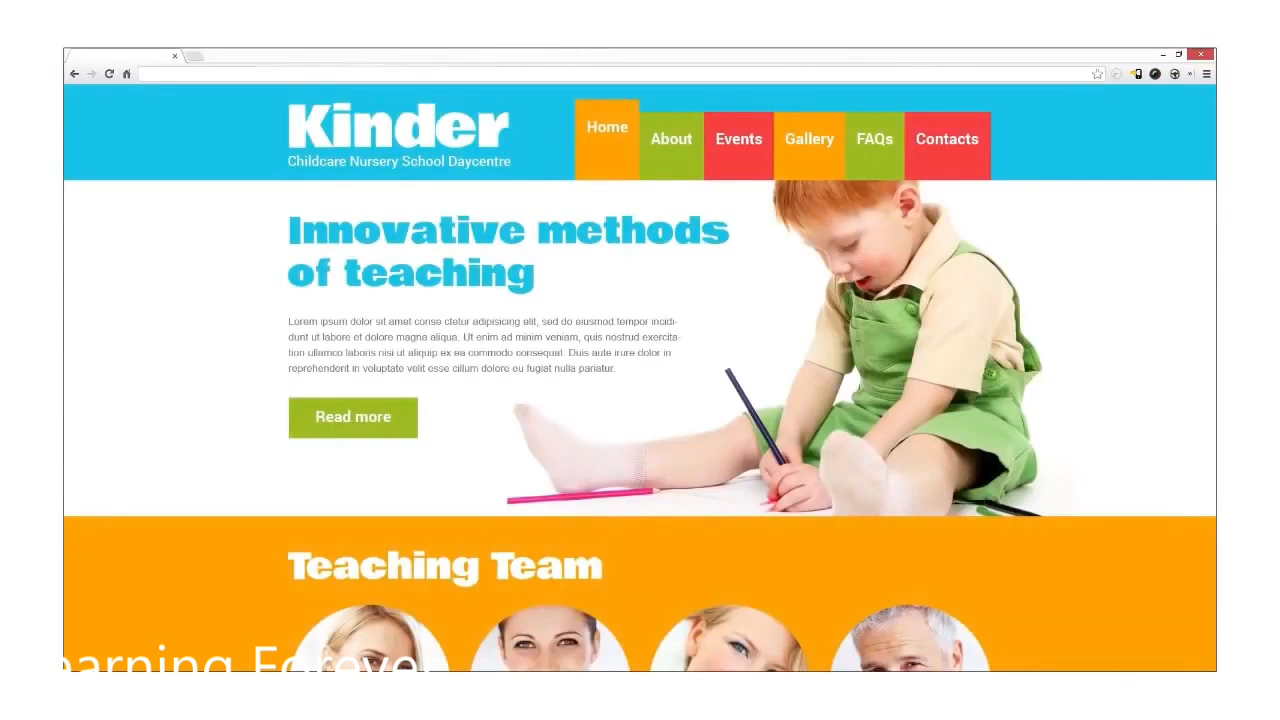 Kinder
Childcare Nursery School Daycentre
Home
About
Events
Gallery
FAQs
Contacts
Innovative methods
of teaching
Lorem ipsum dolor sit amet conse ctetur adipisicing elit, sed do eiusmod tempor incidi-
dunt ut labore et dolore magna aliqua. Ut enim ad minim veniam, quis nostrud exercita-
tion ullamco laboris nisi ut aliquip ex ea commodo consequat. Duis aute irure dolor in
reprehenderit in voluptate velit esse cillum dolore eu fugiat nulla pariatur.
Read more
Teaching Team
earning Forever